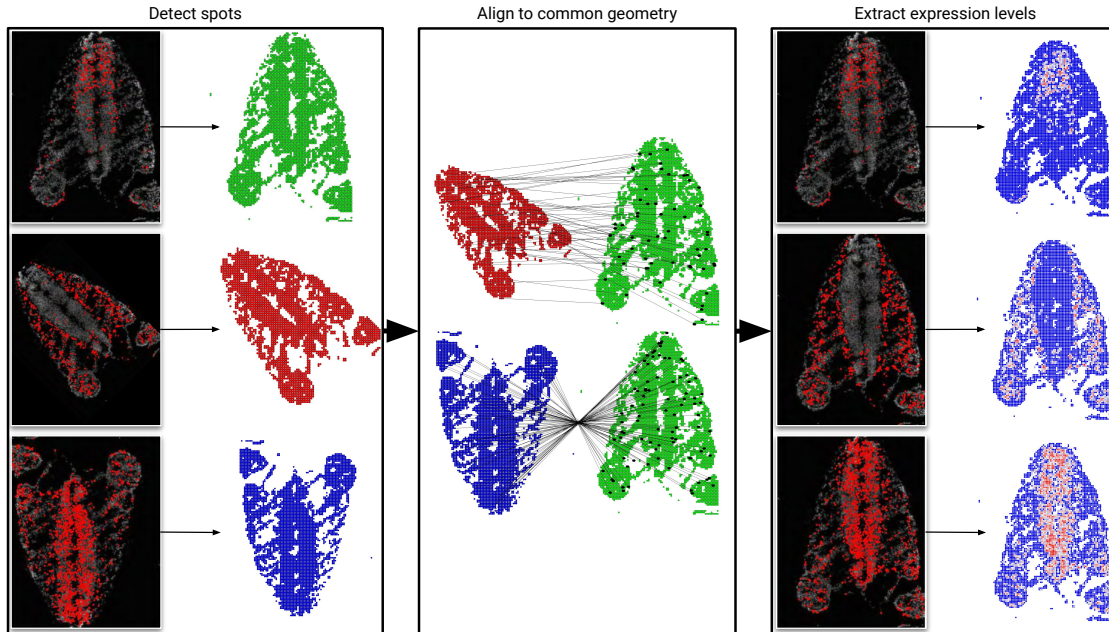 Detect spots
Align to common geometry
Extract expression levels